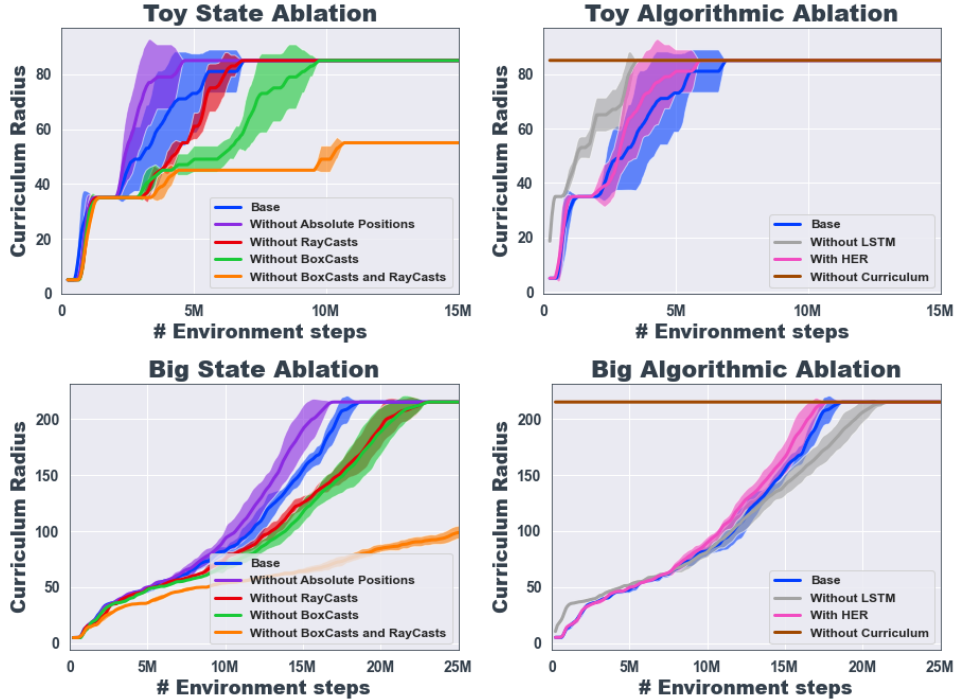 Toy State Ablation
Curriculum Radius
80
60
40
20
0
Base
Without Absolute Positions
Without RayCasts
Without BoxCasts
Without BoxCasts and RayCasts
0 5M 10M 15M
# Environment steps
Toy Algorithmic Ablation
Curriculum Radius
80
60
40
20
0
Base
Without LSTM
With HER
Without Curriculum
0 5M 10M 15M
# Environment steps
Big State Ablation
Curriculum Radius
200
150
100
50
0
Base
Without Absolute Positions
Without RayCasts
Without BoxCasts
Without BoxCasts and RayCasts
0 5M 10M 15M 20M 25M
# Environment steps
Big Algorithmic Ablation
Curriculum Radius
200
150
100
50
0
Base
Without LSTM
With HER
Without Curriculum
0 5M 10M 15M 20M 25M
# Environment steps